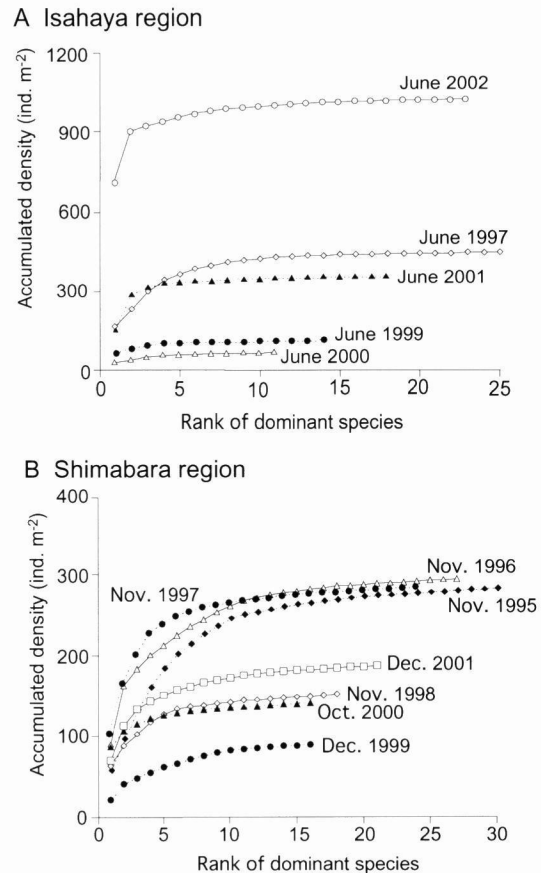 A Isahaya region
1200
900
600
300
0
Accumulated density (ind. m-2)
June 2002
June 1997
June 2001
June 1999
June 2000
0 5 10 15 20 25
Rank of dominant species
B Shimabara region
400
300
200
100
0
Accumulated density (ind. m-2)
Nov. 1997
Nov. 1996
Nov. 1995
Dec. 2001
Nov. 1998
Oct. 2000
Dec. 1999
0 5 10 15 20 25 30
Rank of dominant species